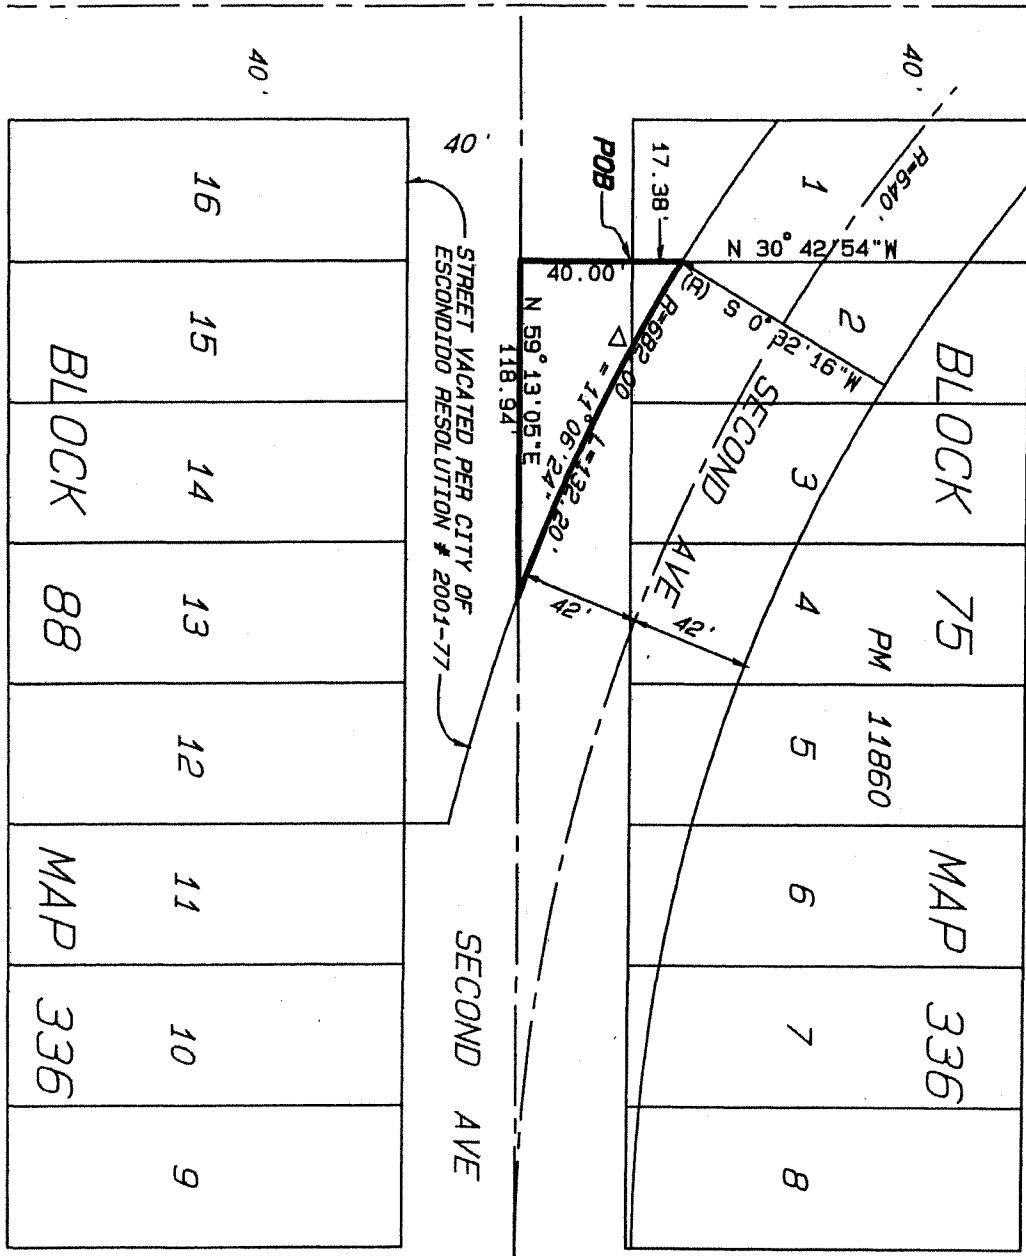 40'
40'
40'
R=640'
POB
17.38'
N 30° 42'54"W
40.00'
(R) S 0° 32'16"W
N 59° 13'05"E
118.94'
R=682.00'
Δ = 11° 06'24"
L=132.20'
SECOND AVE
42'
42'
STREET VACATED PER CITY OF
ESCONDIDO RESOLUTION # 2001-77
SECOND AVE
BLOCK 75
PM 11860
MAP 336
1
2
3
4
5
6
7
8
16
15
14
13
12
11
10
9
BLOCK 88
MAP 336